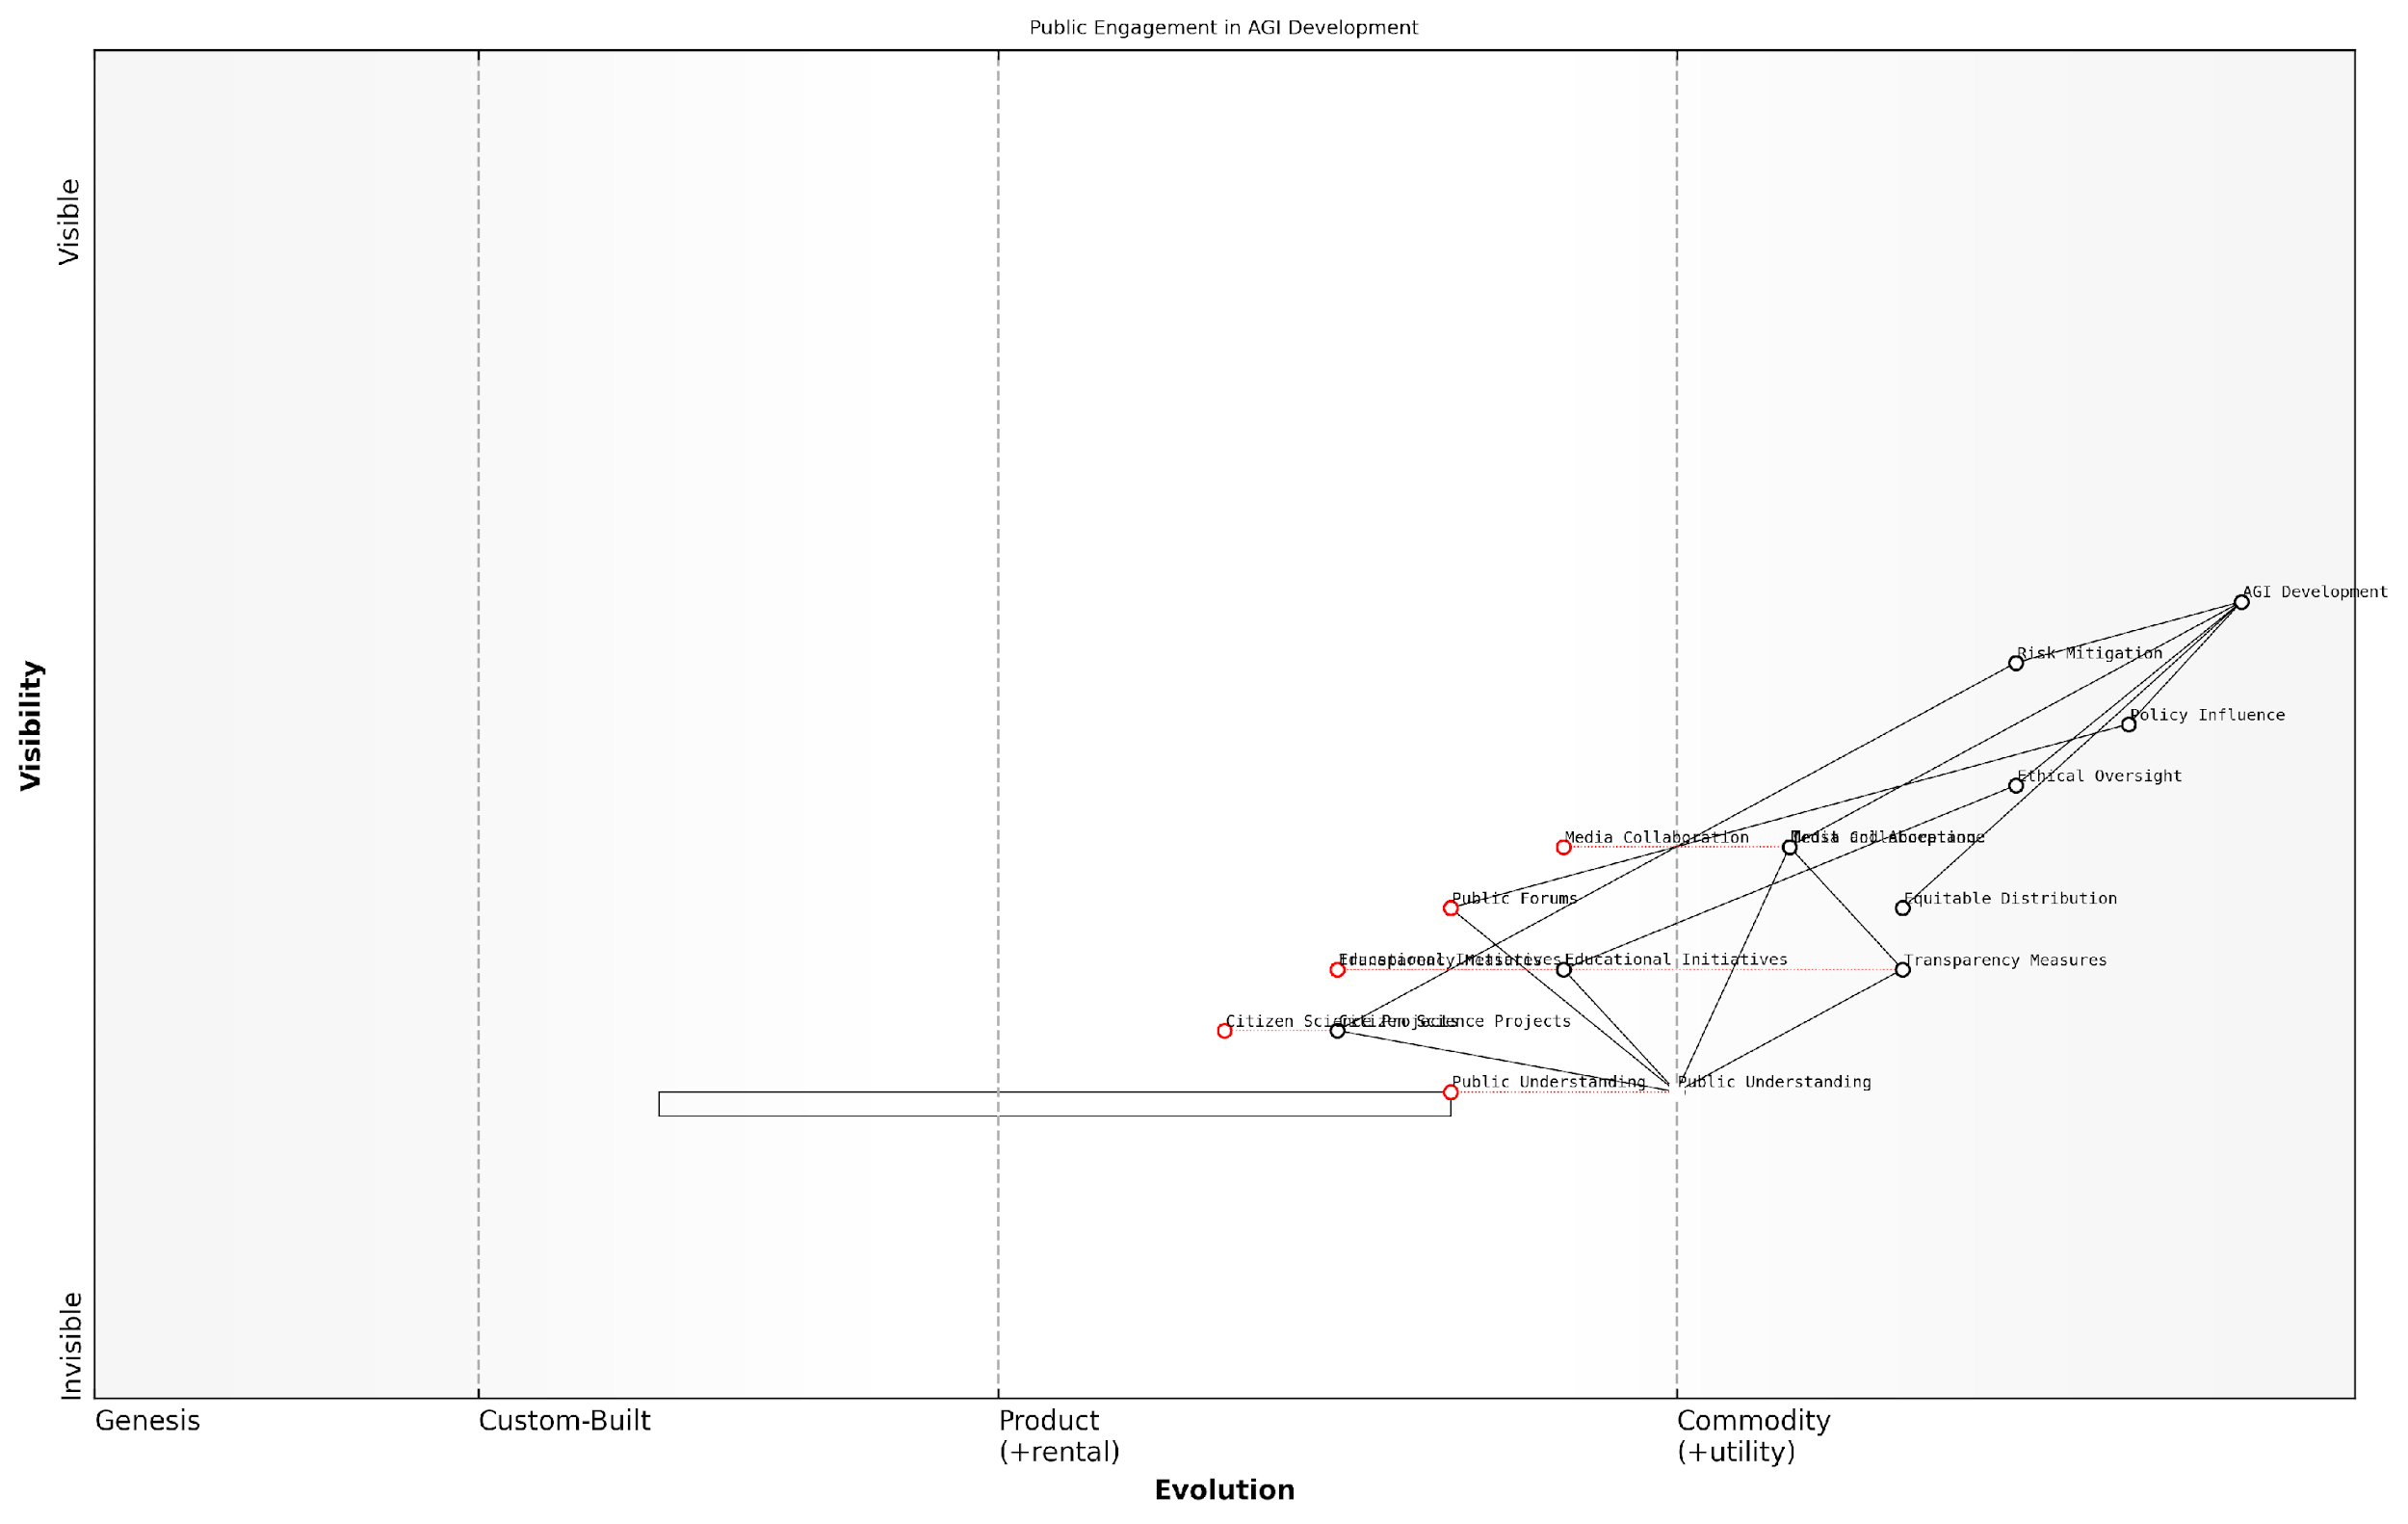 Public Engagement in AGI Development
Visible
Visibility
Invisible
AGI Development
Risk Mitigation
Policy Influence
Ethical Oversight
Media Collaboration
Public Forums
Equitable Distribution
Educational Initiatives
Transparency Measures
Citizen Science Projects
Public Understanding
Public Understanding
Genesis
Custom-Built
Product
(+rental)
Commodity
(+utility)
Evolution